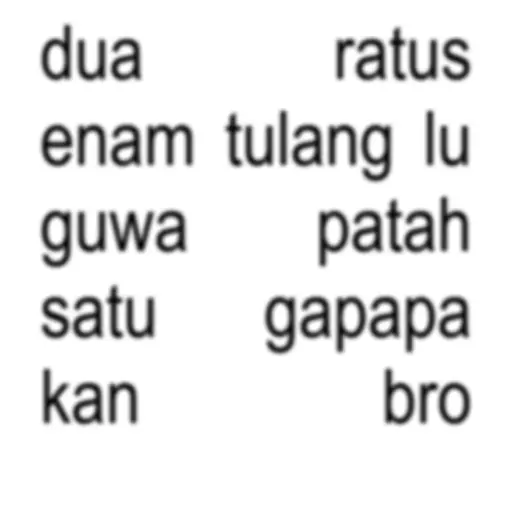 dua ratus
enam tulang lu
guwa patah
satu gapapa
kan bro